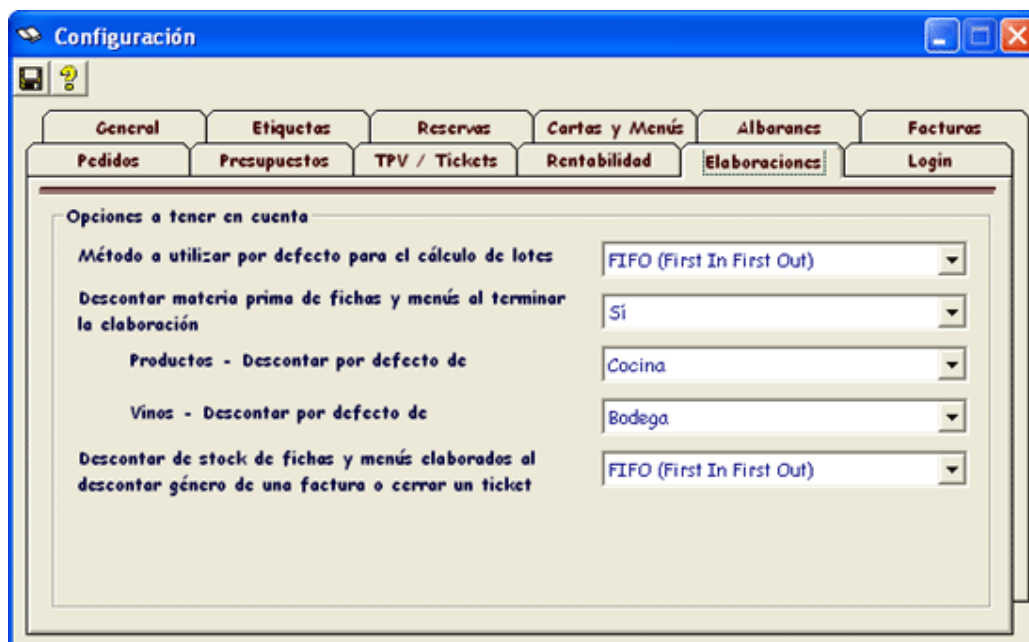 Configuración
General Etiquetas Reservas Cartas y Menús Albaranes Facturas
Pedidos Presupuestos TPV / Tickets Rentabilidad Elaboraciones Login
Opciones a tener en cuenta
Método a utilizar por defecto para el cálculo de lotes FIFO (First In First Out)
Descontar materia prima de fichas y menús al terminar
la elaboración Sí
Productos - Descontar por defecto de Cocina
Vinos - Descontar por defecto de Bodega
Descontar de stock de fichas y menús elaborados al
descontar género de una factura o cerrar un ticket FIFO (First In First Out)